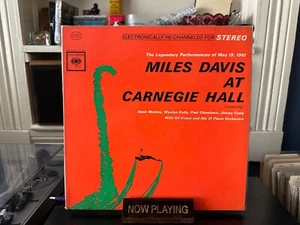 ELECTRONICALLY RE-CHANNELED FOR STEREO
The Legendary Performances of May 19, 1961
MILES DAVIS
AT
CARNEGIE HALL
Featuring
Hank Mobley, Wynton Kelly, Paul Chambers, Jimmy Cobb
With Gil Evans and His 21 Piece Orchestra
NOW PLAYING